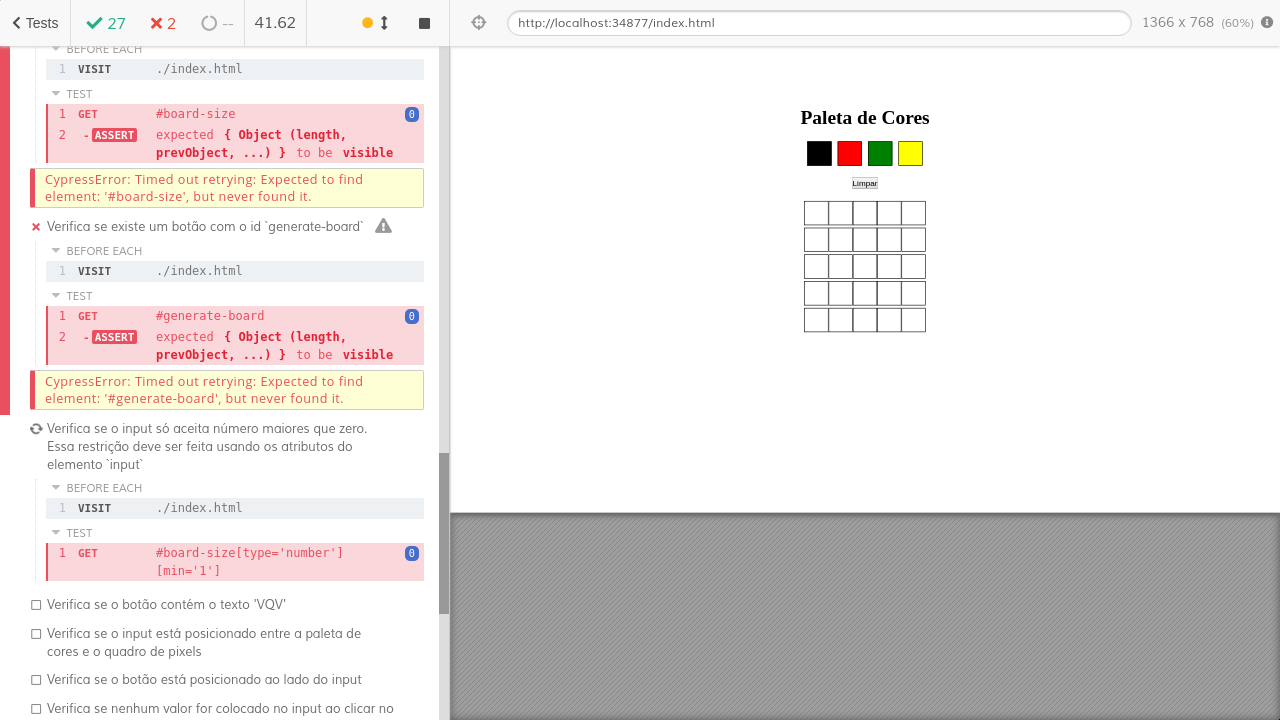 Tests 27 2 -- 41.62
http://localhost:34877/index.html
1366 x 768 (60%)
BEFORE EACH
1 VISIT ./index.html
TEST
1 GET #board-size 0
2 -ASSERT expected { Object (length,
prevObject, ...) } to be visible
CypressError: Timed out retrying: Expected to find
element: '#board-size', but never found it.
Verifica se existe um botão com o id `generate-board`
BEFORE EACH
1 VISIT ./index.html
TEST
1 GET #generate-board 0
2 -ASSERT expected { Object (length,
prevObject, ...) } to be visible
CypressError: Timed out retrying: Expected to find
element: '#generate-board', but never found it.
Verifica se o input só aceita número maiores que zero.
Essa restrição deve ser feita usando os atributos do
elemento `input`
BEFORE EACH
1 VISIT ./index.html
TEST
1 GET #board-size[type='number'] 0
[min='1']
Verifica se o botão contém o texto 'VQV'
Verifica se o input está posicionado entre a paleta de
cores e o quadro de pixels
Verifica se o botão está posicionado ao lado do input
Verifica se nenhum valor for colocado no input ao clicar no
Paleta de Cores
Limpar